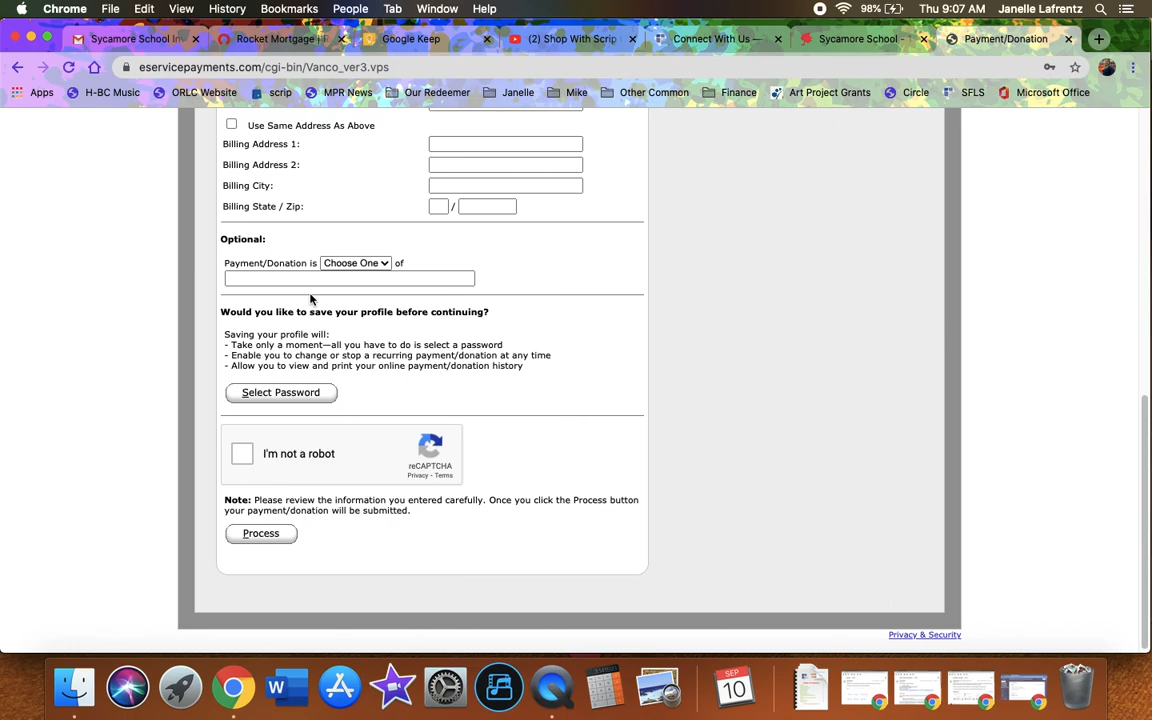 Chrome File Edit View History Bookmarks People Tab Window Help 98% Thu 9:07 AM Janelle Lafrentz
Sycamore School In Rocket Mortgage | Google Keep (2) Shop With Scrip Connect With Us — Sycamore School - Payment/Donation
eservicepayments.com/cgi-bin/Vanco_ver3.vps
Apps H-BC Music ORLC Website scrip MPR News Our Redeemer Janelle Mike Other Common Finance Art Project Grants Circle SFLS Microsoft Office
Use Same Address As Above
Billing Address 1:
Billing Address 2:
Billing City:
Billing State / Zip: /
Optional:
Payment/Donation is Choose One of
Would you like to save your profile before continuing?
Saving your profile will:
- Take only a moment—all you have to do is select a password
- Enable you to change or stop a recurring payment/donation at any time
- Allow you to view and print your online payment/donation history
Select Password
I'm not a robot
reCAPTCHA
Privacy - Terms
Note: Please review the information you entered carefully. Once you click the Process button
your payment/donation will be submitted.
Process
Privacy & Security
SEP
10